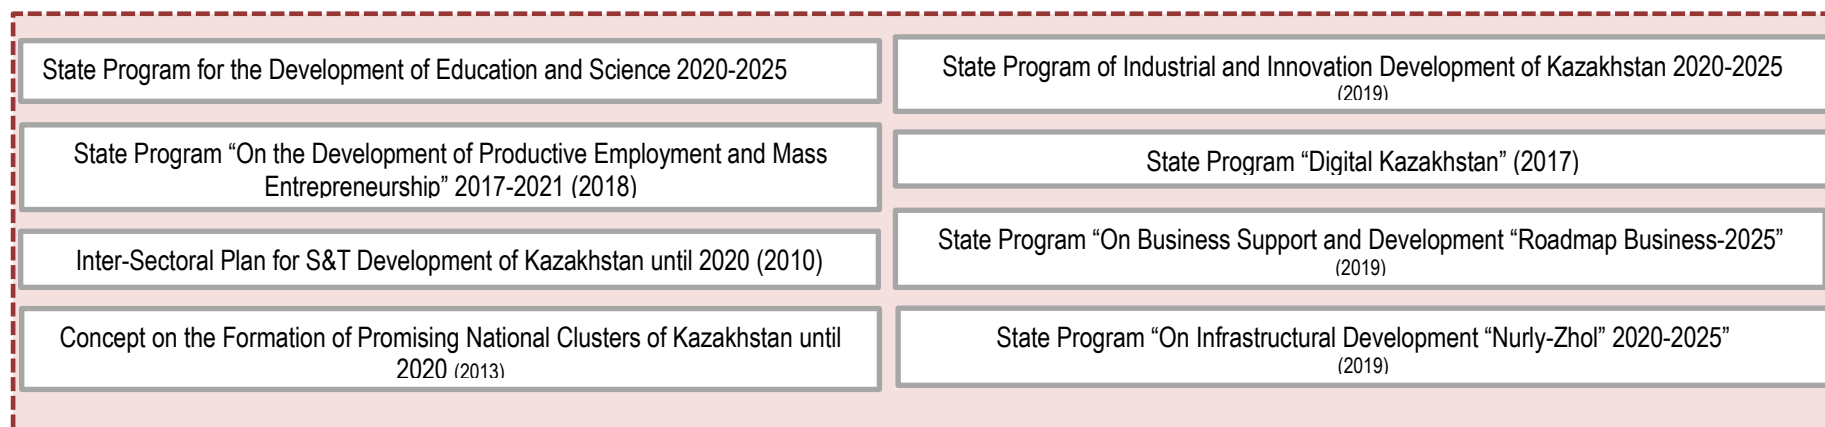 State Program for the Development of Education and Science 2020-2025
State Program “On the Development of Productive Employment and Mass
Entrepreneurship” 2017-2021 (2018)
Inter-Sectoral Plan for S&T Development of Kazakhstan until 2020 (2010)
Concept on the Formation of Promising National Clusters of Kazakhstan until
2020 (2013)
State Program of Industrial and Innovation Development of Kazakhstan 2020-2025
(2019)
State Program “Digital Kazakhstan” (2017)
State Program “On Business Support and Development “Roadmap Business-2025”
(2019)
State Program “On Infrastructural Development “Nurly-Zhol” 2020-2025”
(2019)